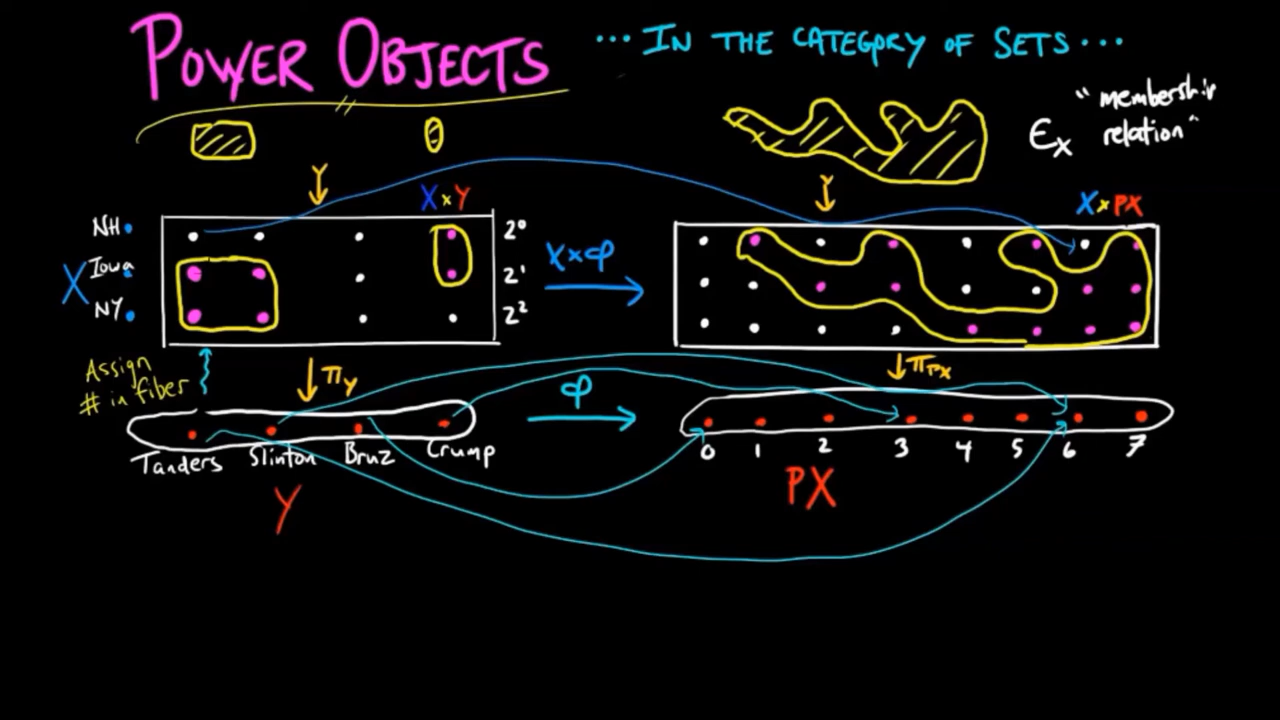 POWER OBJECTS
... IN THE CATEGORY OF SETS ...
"membership
relation"
∈X
Y
Y
X × Y
X × PX
NH
Iowa
NY
X
2⁰
2¹
2²
X × φ
Assign
# in fiber
πY
πPX
φ
Tanders Slinton Bruz Crump
0 1 2 3 4 5 6 7
Y
PX